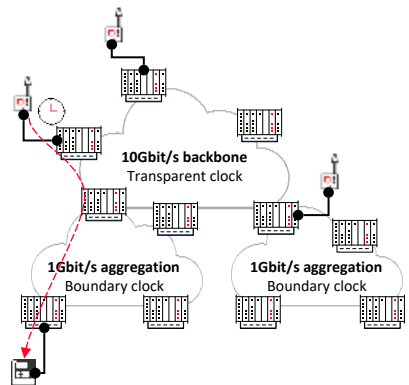 10Gbit/s backbone
Transparent clock
1Gbit/s aggregation
Boundary clock
1Gbit/s aggregation
Boundary clock